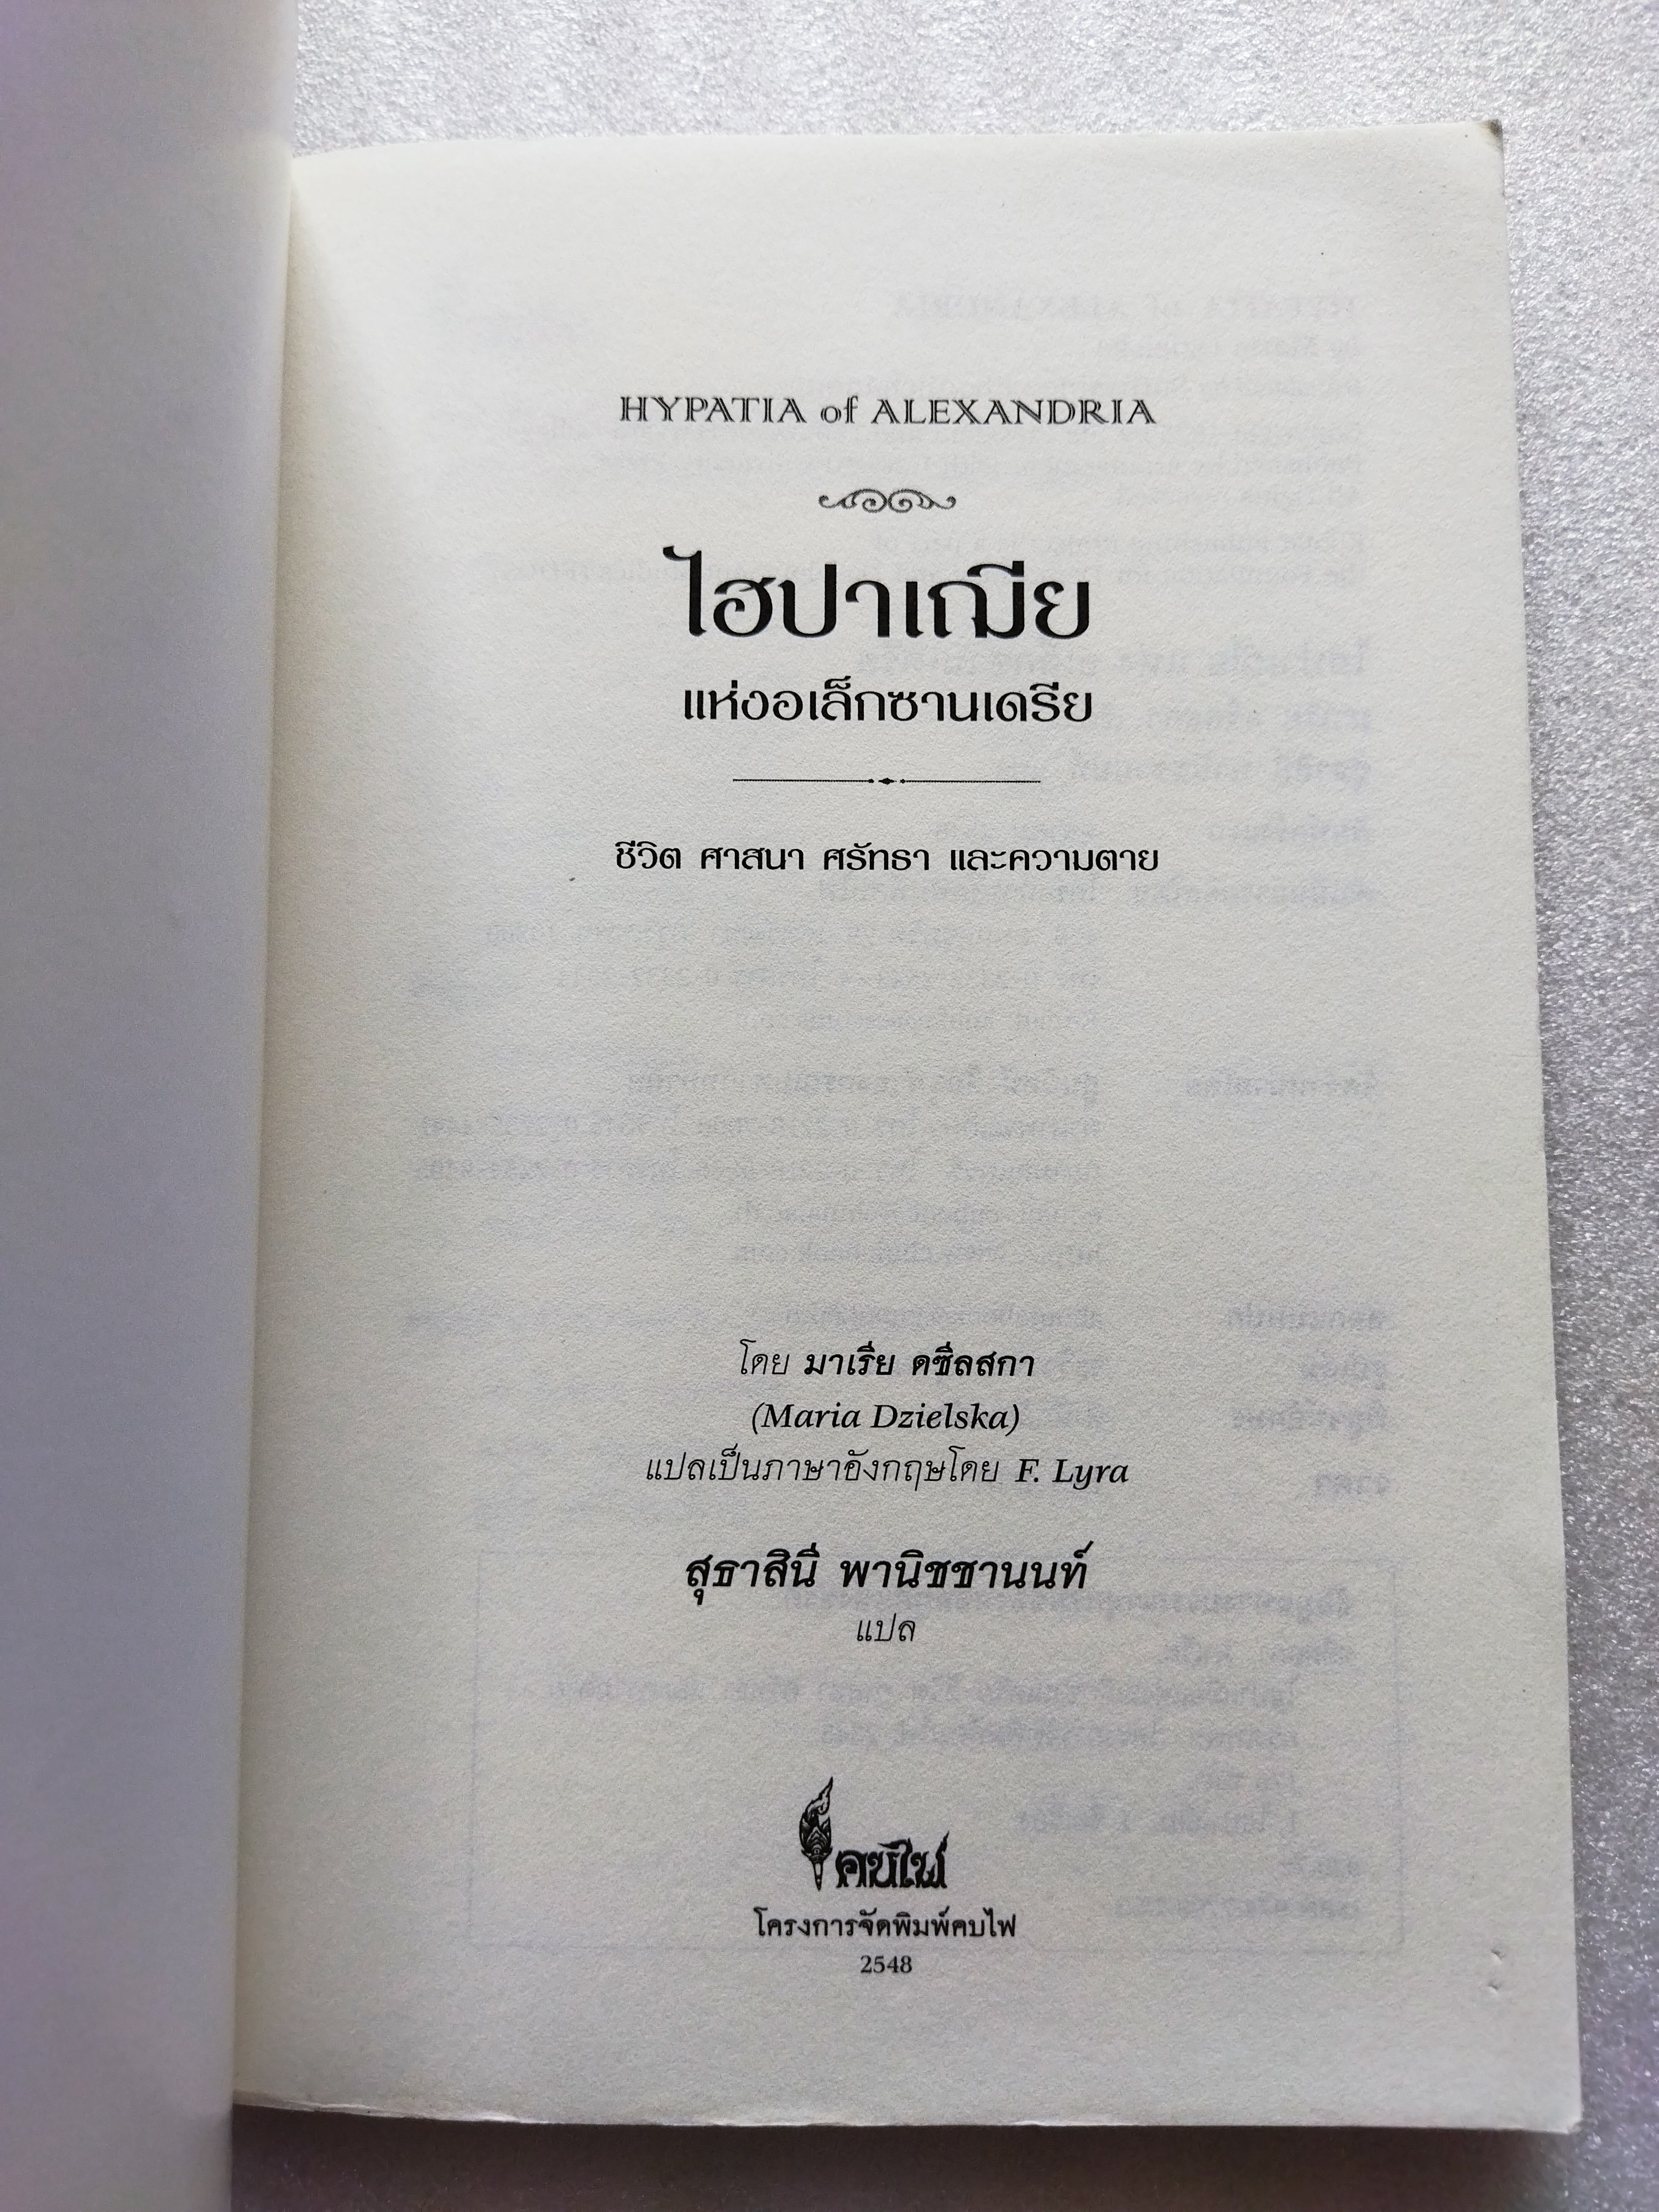 HYPATIA of ALEXANDRIA
ไฮปาเฌีย
แห่งอเล็กซานเดรีย
ชีวิต ศาสนา ศรัทธา และความตาย
โดย มาเรีย ดซีลสกา
(Maria Dzielska)
แปลเป็นภาษาอังกฤษโดย F. Lyra
สุธาสินี พานิชชานนท์
แปล
คบไฟ
โครงการจัดพิมพ์คบไฟ
2548